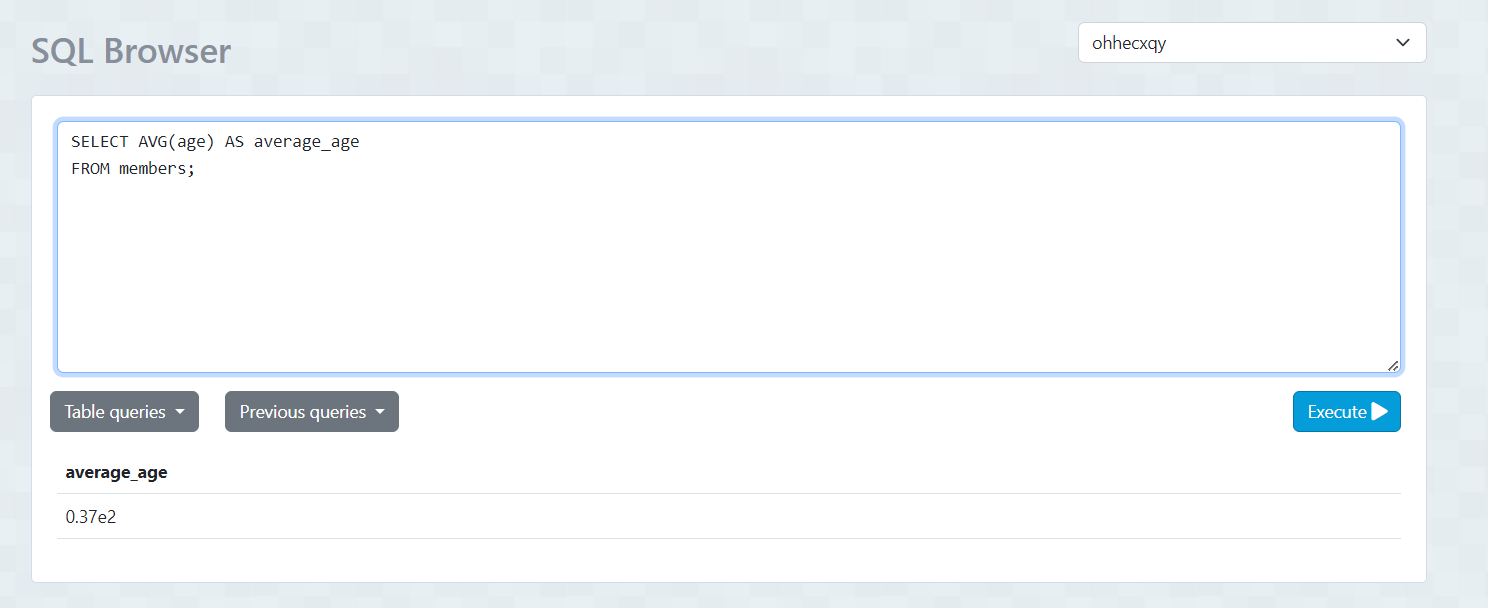 SQL Browser
ohhecxqy
SELECT AVG(age) AS average_age
FROM members;
Table queries
Previous queries
Execute
average_age
0.37e2